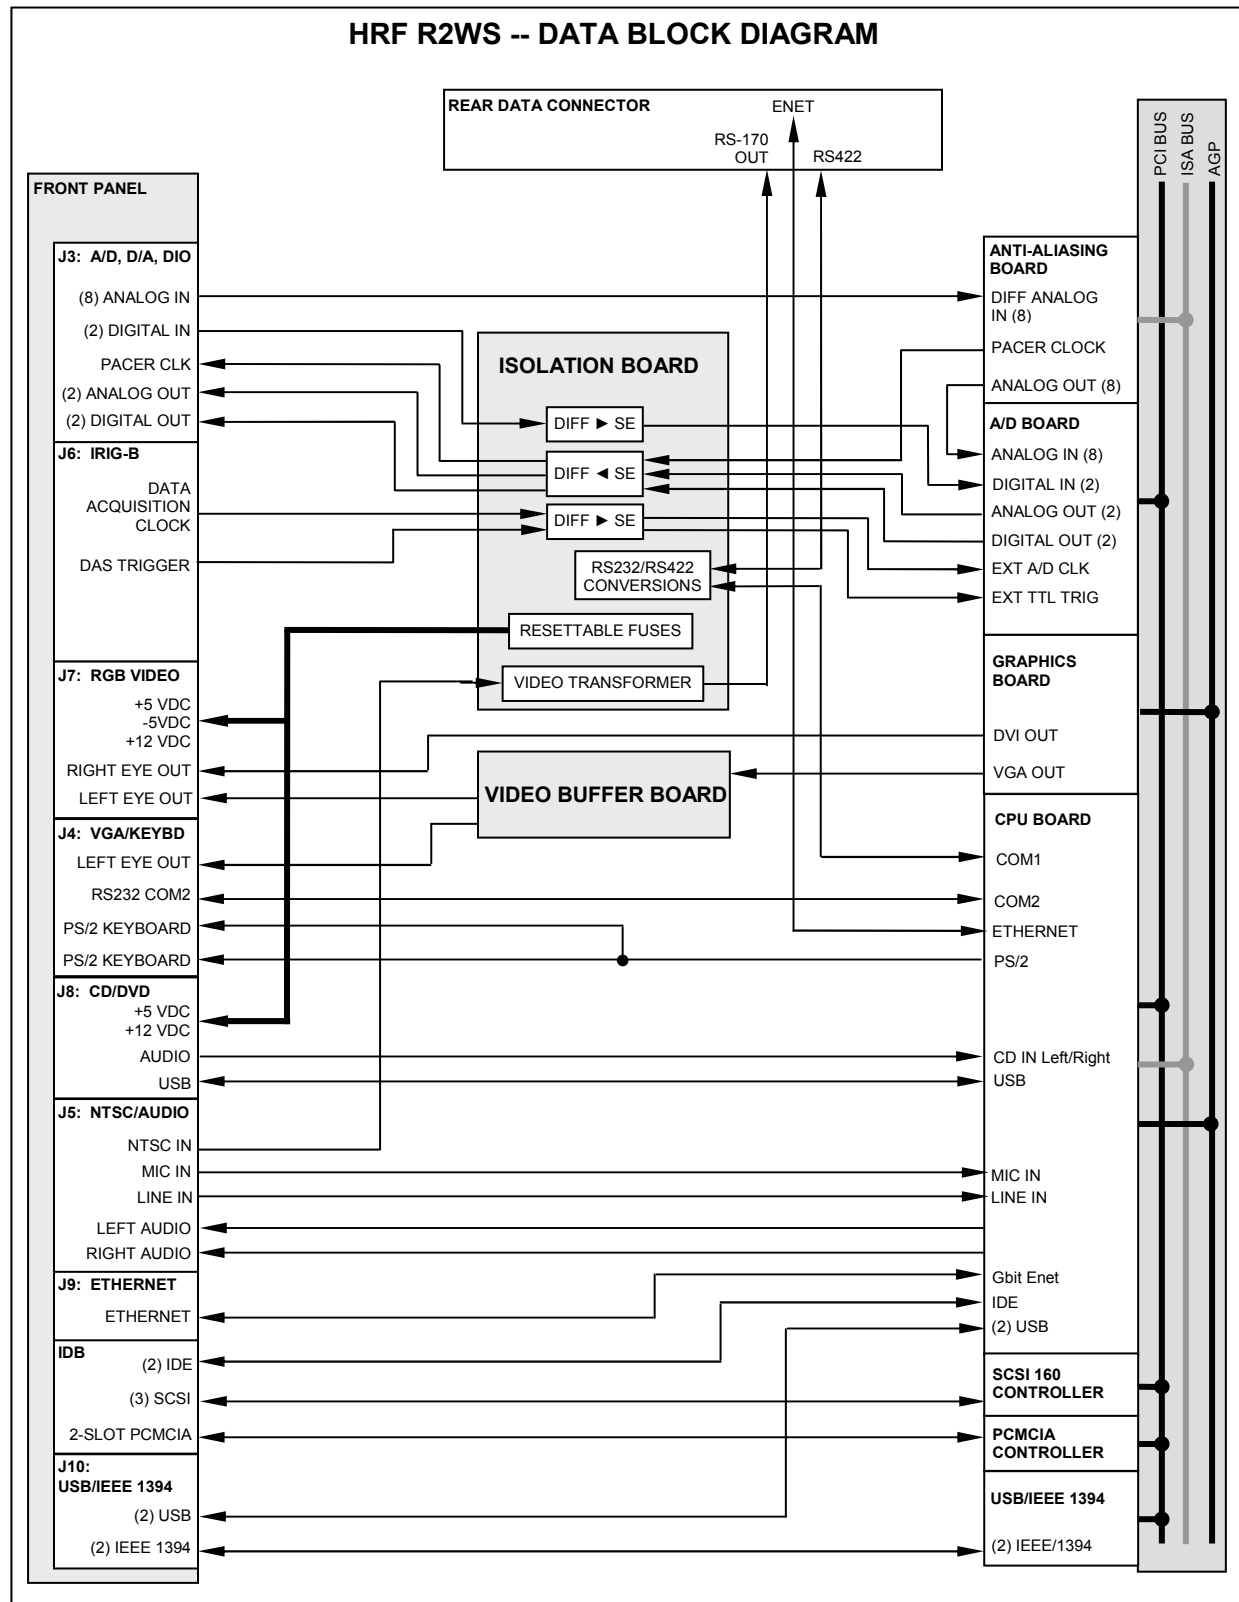 HRF R2WS -- DATA BLOCK DIAGRAM
REAR DATA CONNECTOR
ENET
RS-170
OUT
RS422
PCI BUS
ISA BUS
AGP
FRONT PANEL
J3: A/D, D/A, DIO
(8) ANALOG IN
(2) DIGITAL IN
PACER CLK
(2) ANALOG OUT
(2) DIGITAL OUT
J6: IRIG-B
DATA
ACQUISITION
CLOCK
DAS TRIGGER
J7: RGB VIDEO
+5 VDC
-5VDC
+12 VDC
RIGHT EYE OUT
LEFT EYE OUT
J4: VGA/KEYBD
LEFT EYE OUT
RS232 COM2
PS/2 KEYBOARD
PS/2 KEYBOARD
J8: CD/DVD
+5 VDC
+12 VDC
AUDIO
USB
J5: NTSC/AUDIO
NTSC IN
MIC IN
LINE IN
LEFT AUDIO
RIGHT AUDIO
J9: ETHERNET
ETHERNET
IDB
(2) IDE
(3) SCSI
2-SLOT PCMCIA
J10:
USB/IEEE 1394
(2) USB
(2) IEEE 1394
ISOLATION BOARD
DIFF ► SE
DIFF ◄ SE
DIFF ► SE
RS232/RS422
CONVERSIONS
RESETTABLE FUSES
VIDEO TRANSFORMER
VIDEO BUFFER BOARD
ANTI-ALIASING
BOARD
DIFF ANALOG
IN (8)
PACER CLOCK
ANALOG OUT (8)
A/D BOARD
ANALOG IN (8)
DIGITAL IN (2)
ANALOG OUT (2)
DIGITAL OUT (2)
EXT A/D CLK
EXT TTL TRIG
GRAPHICS
BOARD
DVI OUT
VGA OUT
CPU BOARD
COM1
COM2
ETHERNET
PS/2
CD IN Left/Right
USB
MIC IN
LINE IN
Gbit Enet
IDE
(2) USB
SCSI 160
CONTROLLER
PCMCIA
CONTROLLER
USB/IEEE 1394
(2) IEEE/1394